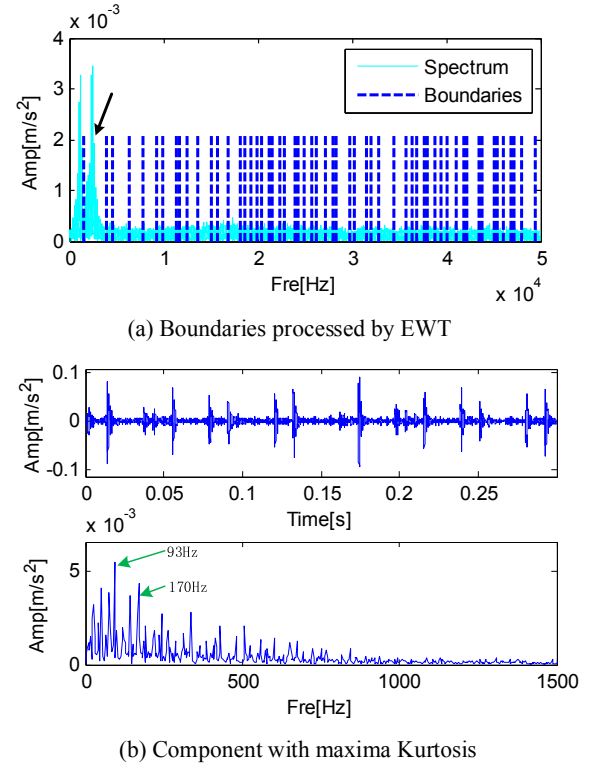 x 10^-3
4
3
2
1
0
Amp[m/s²]
Spectrum
Boundaries
0 1 2 3 4 5
Fre[Hz]
x 10^4
(a) Boundaries processed by EWT
0.1
0
-0.1
Amp[m/s²]
0 0.05 0.1 0.15 0.2 0.25
Time[s]
x 10^-3
5
0
Amp[m/s²]
93Hz
170Hz
0 500 1000 1500
Fre[Hz]
(b) Component with maxima Kurtosis